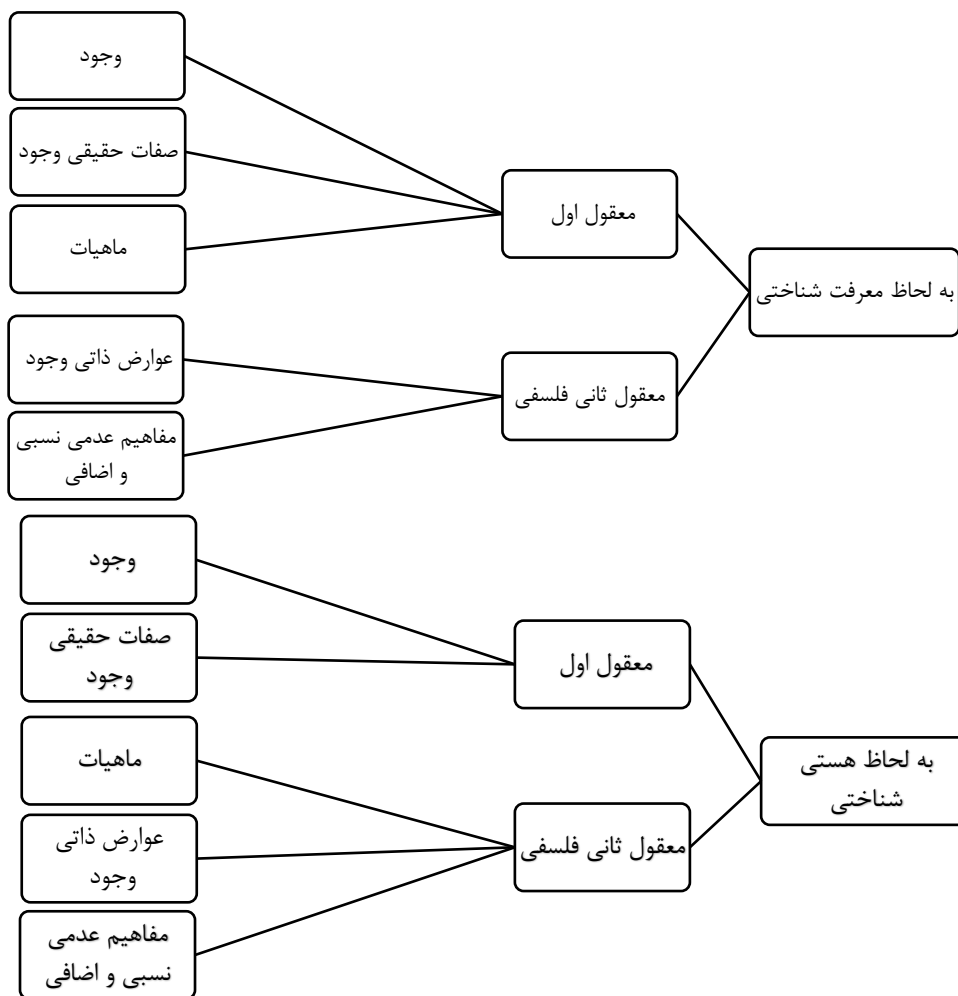 به لحاظ معرفت شناختی
معقول اول
وجود
صفات حقیقی وجود
ماهیات
معقول ثانی فلسفی
عوارض ذاتی وجود
مفاهیم عدمی نسبی
و اضافی
به لحاظ هستی
شناختی
معقول اول
وجود
صفات حقیقی
وجود
معقول ثانی فلسفی
ماهیات
عوارض ذاتی
وجود
مفاهیم عدمی
نسبی و اضافی